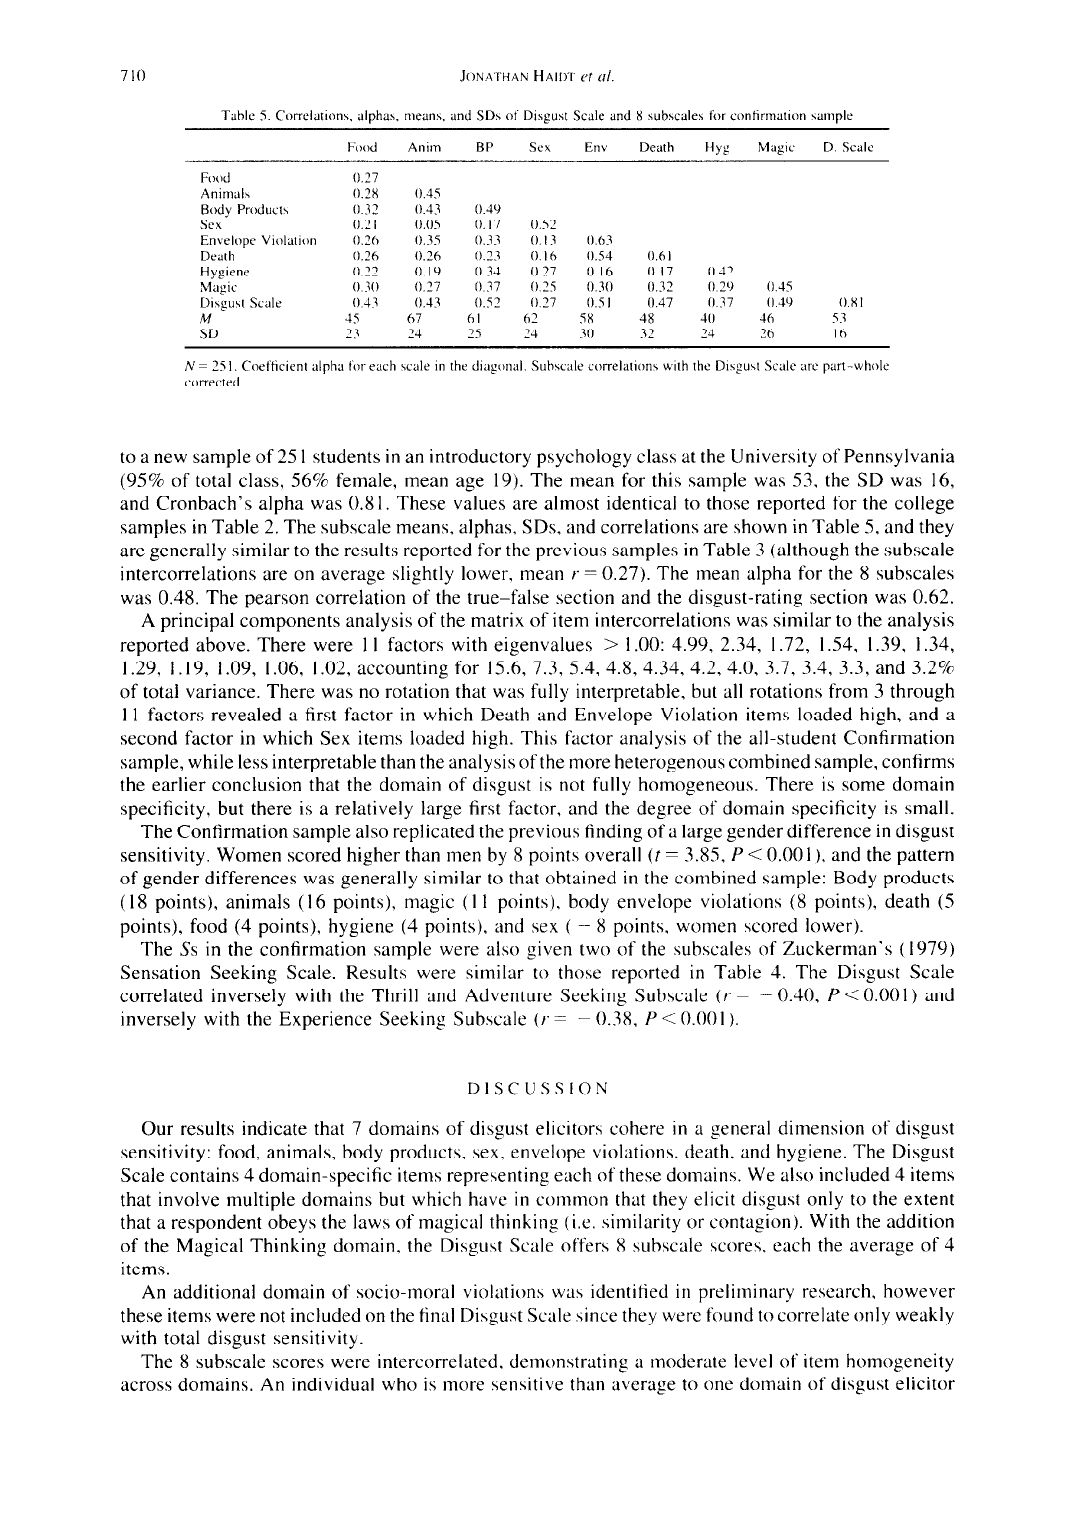 710
JONATHAN HAIDT et al.
Table 5. Correlations, alphas, means, and SDs of Disgust Scale and 8 subscales for confirmation sample
Food Anim BP Sex Env Death Hyg Magic D. Scale
Food 0.27
Animals 0.28 0.45
Body Products 0.32 0.43 0.49
Sex 0.21 0.05 0.17 0.52
Envelope Violation 0.26 0.35 0.33 0.13 0.63
Death 0.26 0.26 0.23 0.16 0.54 0.61
Hygiene 0.22 0.19 0.34 0.27 0.16 0.17 0.42
Magic 0.30 0.27 0.37 0.25 0.30 0.32 0.29 0.45
Disgust Scale 0.43 0.43 0.52 0.27 0.51 0.47 0.37 0.49 0.81
M 45 67 61 62 58 48 40 46 53
SD 23 24 25 24 30 32 24 26 16
N = 251. Coefficient alpha for each scale in the diagonal. Subscale correlations with the Disgust Scale are part–whole
corrected
to a new sample of 251 students in an introductory psychology class at the University of Pennsylvania
(95% of total class, 56% female, mean age 19). The mean for this sample was 53, the SD was 16,
and Cronbach's alpha was 0.81. These values are almost identical to those reported for the college
samples in Table 2. The subscale means, alphas, SDs, and correlations are shown in Table 5, and they
are generally similar to the results reported for the previous samples in Table 3 (although the subscale
intercorrelations are on average slightly lower, mean r = 0.27). The mean alpha for the 8 subscales
was 0.48. The pearson correlation of the true–false section and the disgust-rating section was 0.62.
A principal components analysis of the matrix of item intercorrelations was similar to the analysis
reported above. There were 11 factors with eigenvalues > 1.00: 4.99, 2.34, 1.72, 1.54, 1.39, 1.34,
1.29, 1.19, 1.09, 1.06, 1.02, accounting for 15.6, 7.3, 5.4, 4.8, 4.34, 4.2, 4.0, 3.7, 3.4, 3.3, and 3.2%
of total variance. There was no rotation that was fully interpretable, but all rotations from 3 through
11 factors revealed a first factor in which Death and Envelope Violation items loaded high, and a
second factor in which Sex items loaded high. This factor analysis of the all-student Confirmation
sample, while less interpretable than the analysis of the more heterogenous combined sample, confirms
the earlier conclusion that the domain of disgust is not fully homogeneous. There is some domain
specificity, but there is a relatively large first factor, and the degree of domain specificity is small.
The Confirmation sample also replicated the previous finding of a large gender difference in disgust
sensitivity. Women scored higher than men by 8 points overall (t = 3.85, P < 0.001), and the pattern
of gender differences was generally similar to that obtained in the combined sample: Body products
(18 points), animals (16 points), magic (11 points), body envelope violations (8 points), death (5
points), food (4 points), hygiene (4 points), and sex ( − 8 points, women scored lower).
The Ss in the confirmation sample were also given two of the subscales of Zuckerman's (1979)
Sensation Seeking Scale. Results were similar to those reported in Table 4. The Disgust Scale
correlated inversely with the Thrill and Adventure Seeking Subscale (r = − 0.40, P < 0.001) and
inversely with the Experience Seeking Subscale (r = − 0.38, P < 0.001).
DISCUSSION
Our results indicate that 7 domains of disgust elicitors cohere in a general dimension of disgust
sensitivity: food, animals, body products, sex, envelope violations, death, and hygiene. The Disgust
Scale contains 4 domain-specific items representing each of these domains. We also included 4 items
that involve multiple domains but which have in common that they elicit disgust only to the extent
that a respondent obeys the laws of magical thinking (i.e. similarity or contagion). With the addition
of the Magical Thinking domain, the Disgust Scale offers 8 subscale scores, each the average of 4
items.
An additional domain of socio-moral violations was identified in preliminary research, however
these items were not included on the final Disgust Scale since they were found to correlate only weakly
with total disgust sensitivity.
The 8 subscale scores were intercorrelated, demonstrating a moderate level of item homogeneity
across domains. An individual who is more sensitive than average to one domain of disgust elicitor